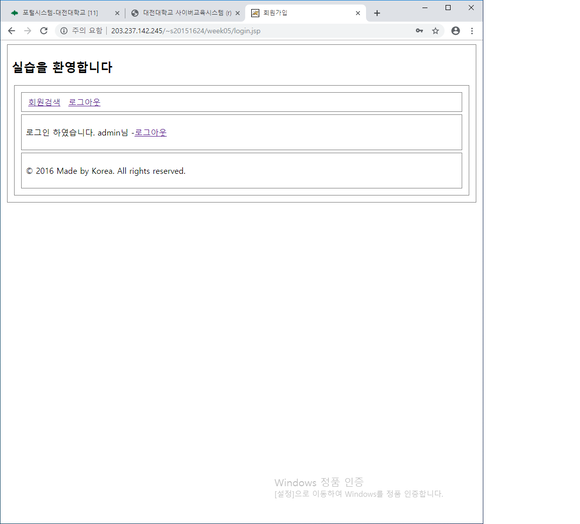 포털시스템-대전대학교 [11]
대전대학교 사이버교육시스템 (r)
회원가입
주의 요함 | 203.237.142.245/~s20151624/week05/login.jsp
실습을 환영합니다
회원검색 로그아웃
로그인 하였습니다. admin님 -로그아웃
© 2016 Made by Korea. All rights reserved.
Windows 정품 인증
[설정]으로 이동하여 Windows를 정품 인증합니다.